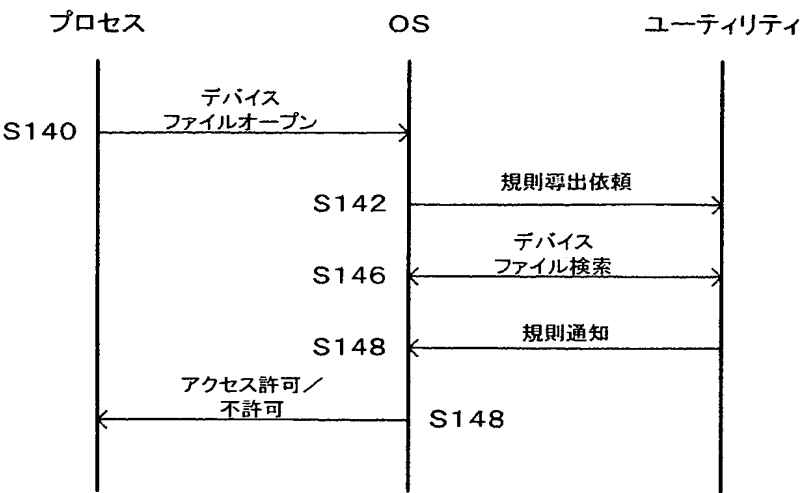 プロセス
OS
ユーティリティ
デバイス
ファイルオープン
S140
規則導出依頼
S142
デバイス
ファイル検索
S146
規則通知
S148
アクセス許可／
不許可
S148